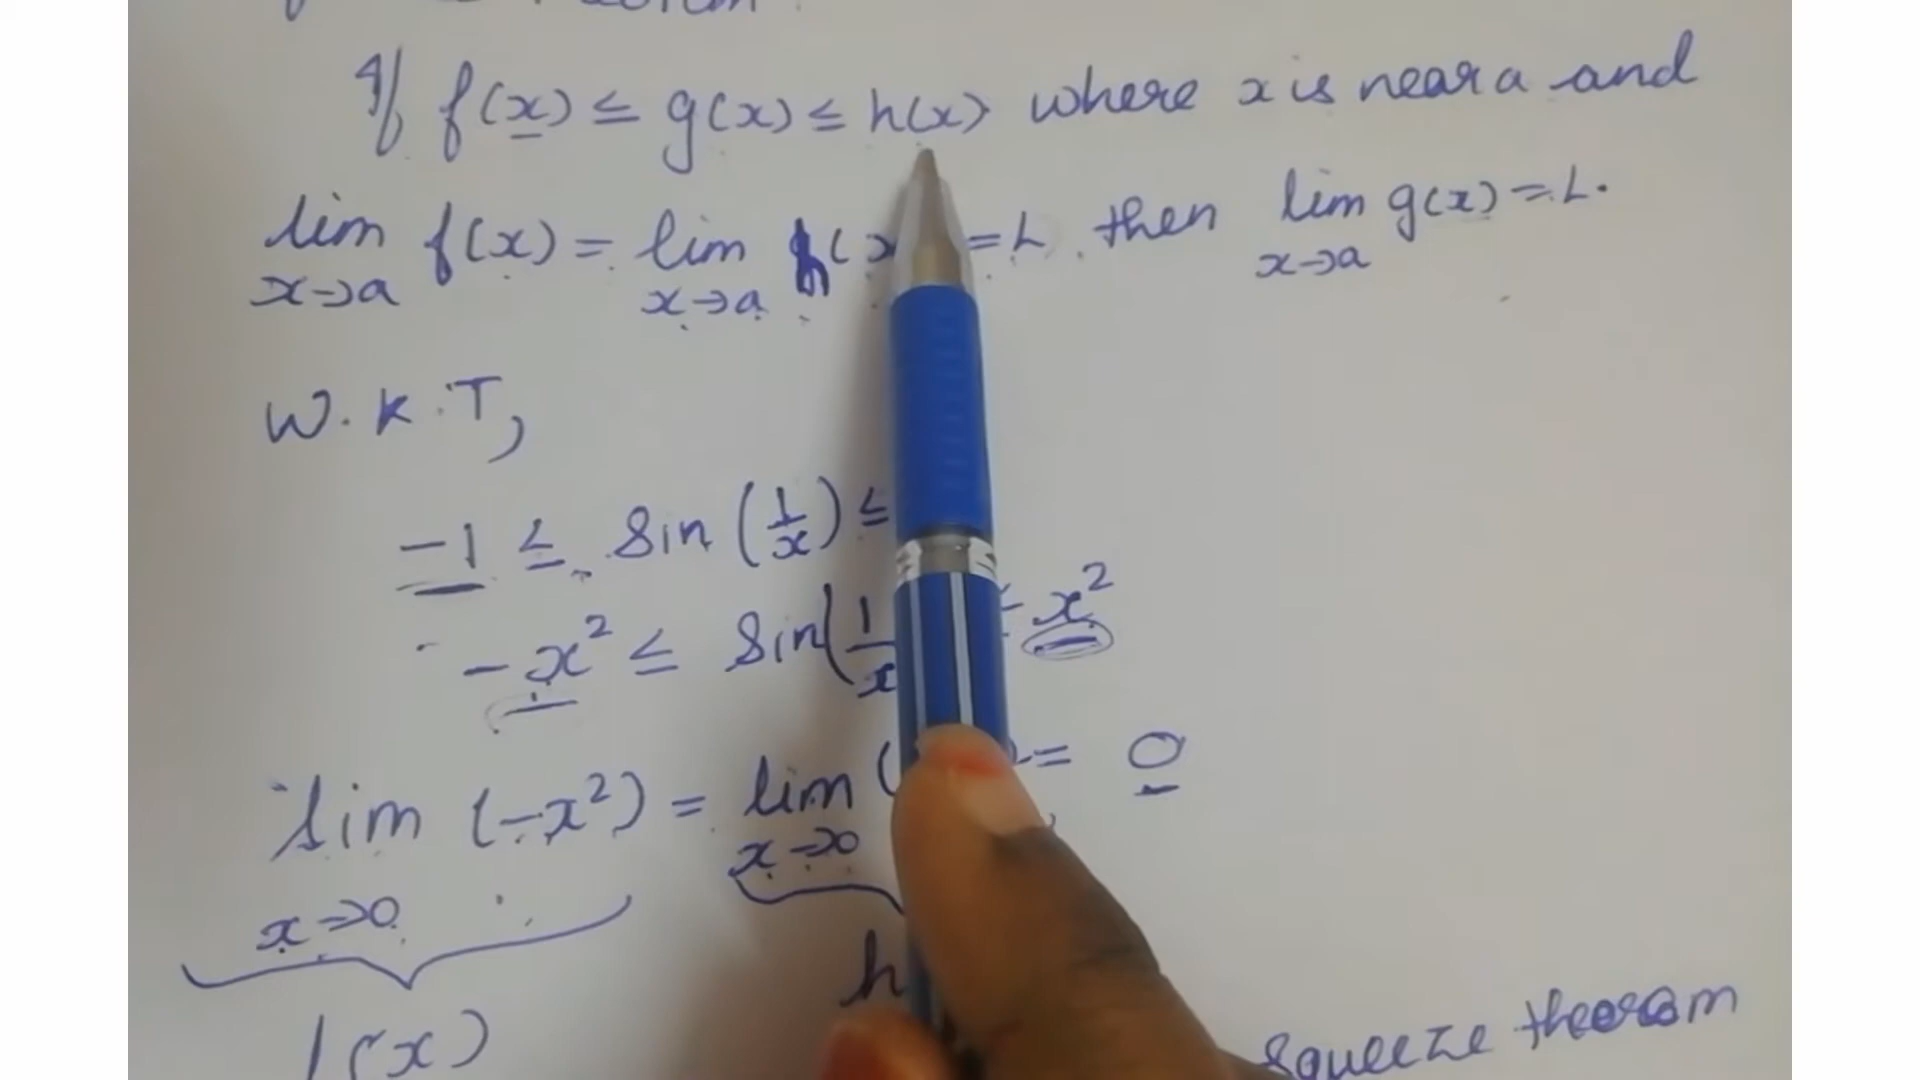 If f(x) ≤ g(x) ≤ h(x) where x is near a and
lim x→a f(x) = lim x→a h(x = L then lim x→a g(x) = L.
W.K.T,
-1 ≤ sin (1/x) ≤
-x² ≤ sin(1/x ≤ x²
lim x→0 (-x²) = lim x→0 ( ) = 0
h
f(x)
Squeeze theoram